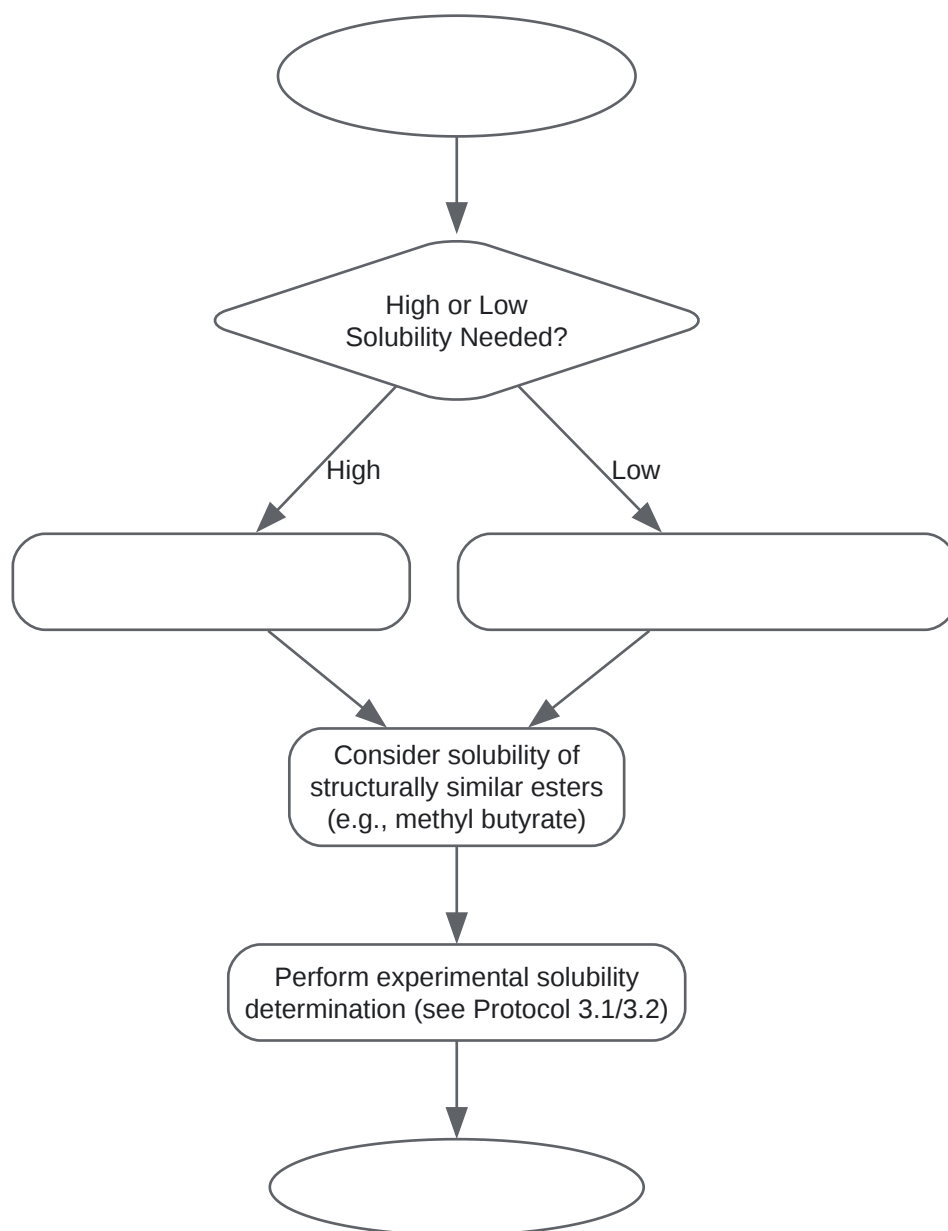 High or Low
Solubility Needed?
High
Low
Consider solubility of
structurally similar esters
(e.g., methyl butyrate)
Perform experimental solubility
determination (see Protocol 3.1/3.2)